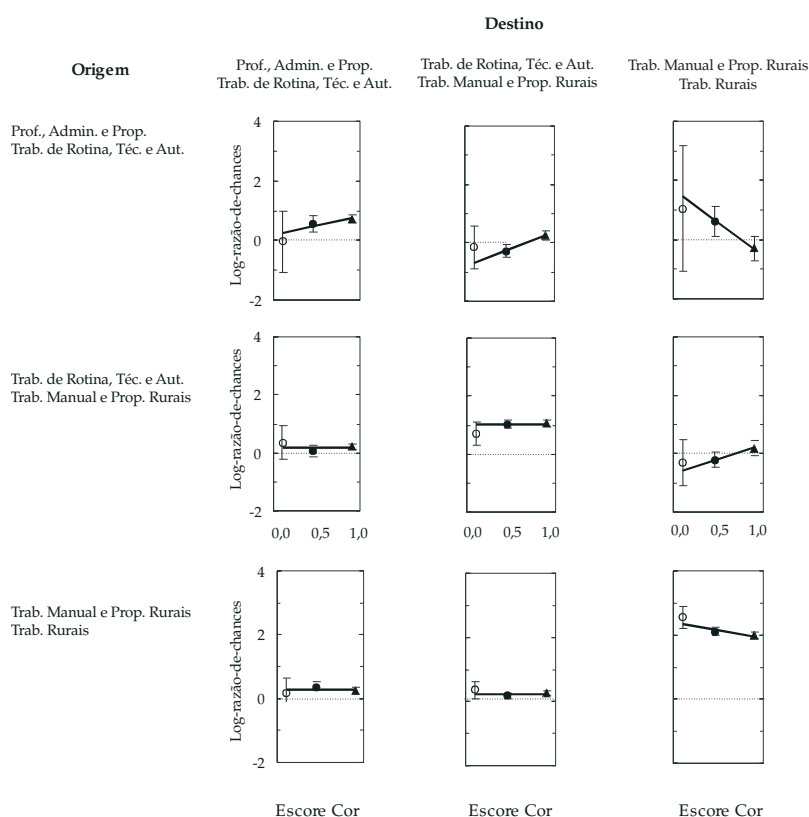 Destino
Origem
Prof., Admin. e Prop.
Trab. de Rotina, Téc. e Aut.
Trab. de Rotina, Téc. e Aut.
Trab. Manual e Prop. Rurais
Trab. Manual e Prop. Rurais
Trab. Rurais
Prof., Admin. e Prop.
Trab. de Rotina, Téc. e Aut.
Log-razão-de-chances
4
2
0
-2
Trab. de Rotina, Téc. e Aut.
Trab. Manual e Prop. Rurais
Log-razão-de-chances
4
2
0
-2
0,0 0,5 1,0
0,0 0,5 1,0
0,0 0,5 1,0
Trab. Manual e Prop. Rurais
Trab. Rurais
Log-razão-de-chances
4
2
0
-2
Escore Cor
Escore Cor
Escore Cor